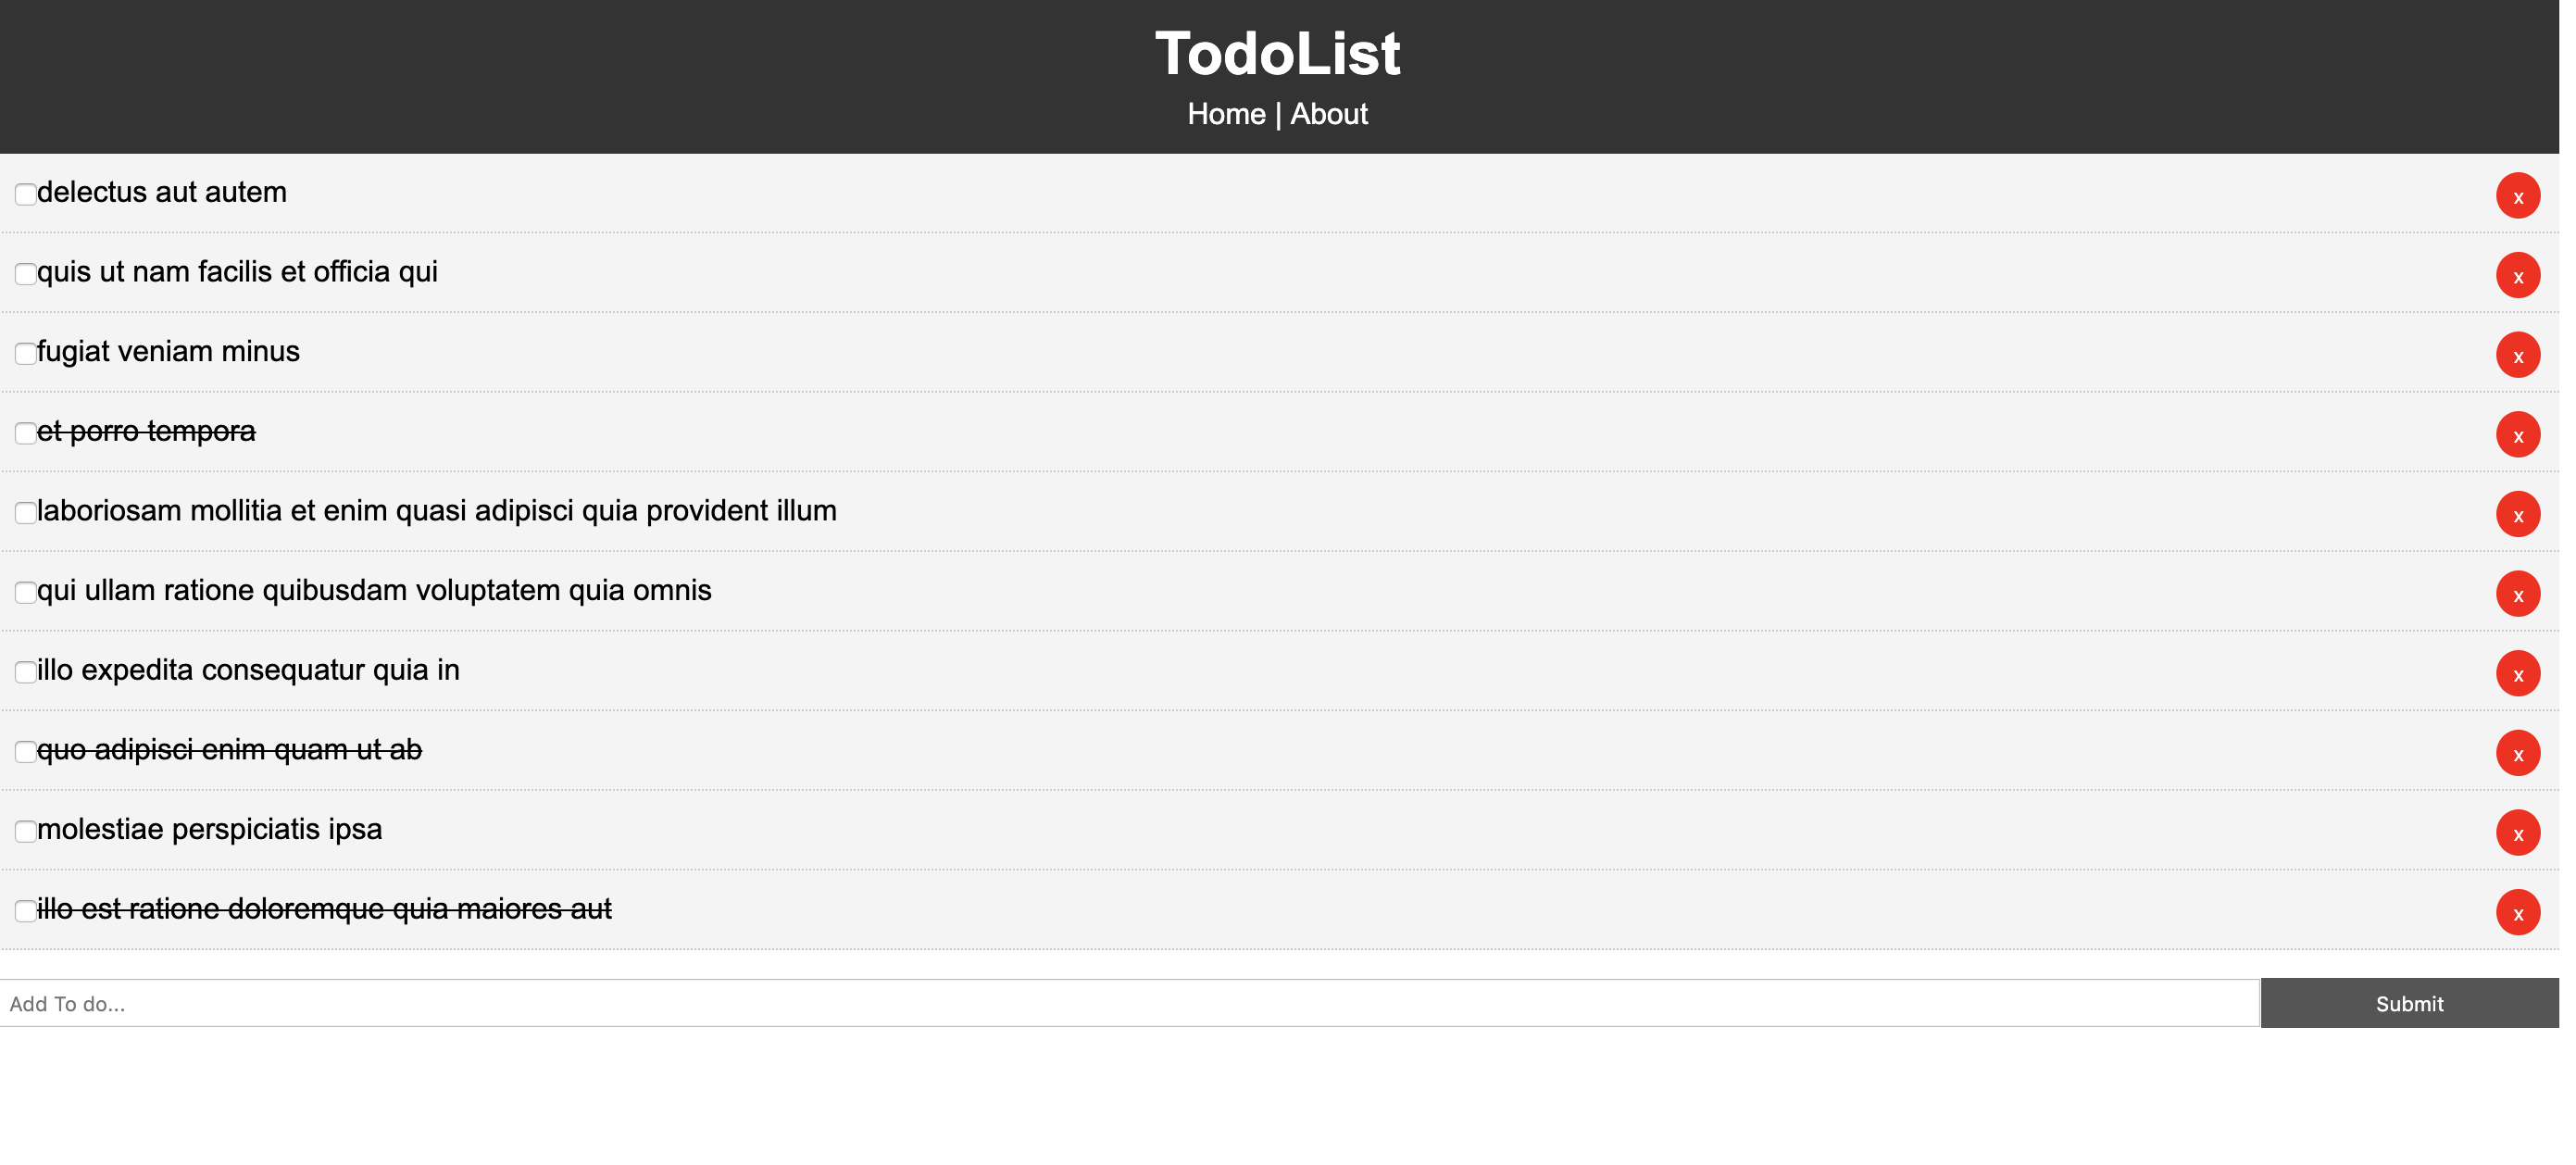 TodoList
Home | About
delectus aut autem
x
quis ut nam facilis et officia qui
x
fugiat veniam minus
x
et porro tempora
x
laboriosam mollitia et enim quasi adipisci quia provident illum
x
qui ullam ratione quibusdam voluptatem quia omnis
x
illo expedita consequatur quia in
x
quo adipisci enim quam ut ab
x
molestiae perspiciatis ipsa
x
illo est ratione doloremque quia maiores aut
x
Add To do...
Submit